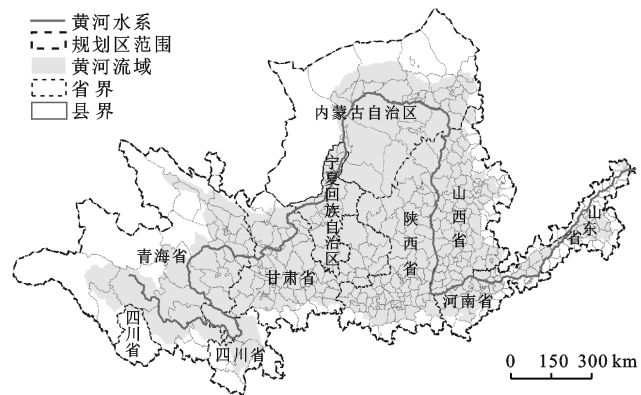 黄河水系
规划区范围
黄河流域
省界
县界
内蒙古自治区
宁夏回族自治区
山西省
陕西省
山东省
青海省
甘肃省
河南省
四川省
四川省
0 150 300 km